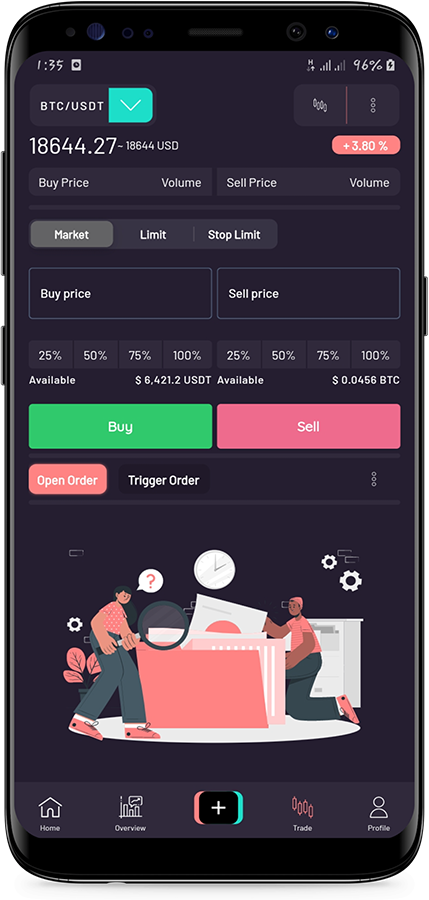 1:35 96%
BTC/USDT
18644.27~ 18644 USD +3.80 %
Buy Price Volume Sell Price Volume
Market Limit Stop Limit
Buy price Sell price
25% 50% 75% 100% 25% 50% 75% 100%
Available $ 6,421.2 USDT Available $ 0.0456 BTC
Buy Sell
Open Order Trigger Order
?
Home Overview + Trade Profile